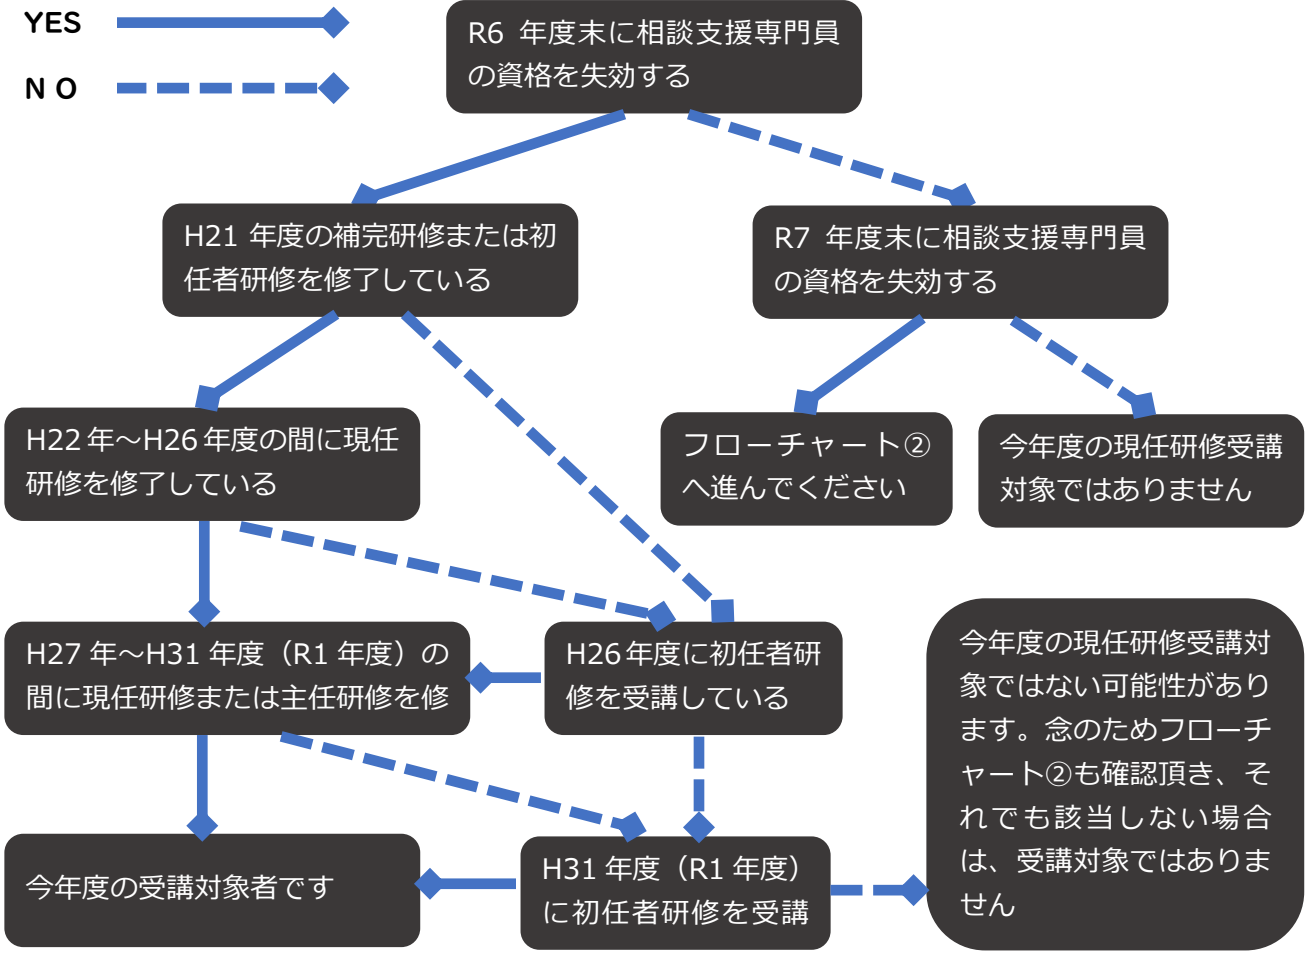 YES
N O
R6 年度末に相談支援専門員
の資格を失効する
H21 年度の補完研修または初
任者研修を修了している
R7 年度末に相談支援専門員
の資格を失効する
H22年～H26年度の間に現任
研修を修了している
フローチャート②
へ進んでください
今年度の現任研修受講
対象ではありません
H27 年～H31 年度（R1 年度）の
間に現任研修または主任研修を修
H26年度に初任者研
修を受講している
今年度の現任研修受講対
象ではない可能性があり
ます。念のためフローチ
ャート②も確認頂き、そ
れでも該当しない場合
は、受講対象ではありま
せん
今年度の受講対象者です
H31 年度（R1 年度）
に初任者研修を受講